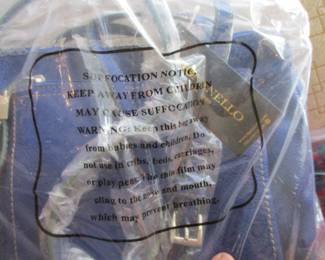 SUFFOCATION NOTICE
KEEP AWAY FROM CHILDREN
MAY CAUSE SUFFOCATION
WARNING: Keep this bag away
from babies and children. Do
not use in cribs, beds, carriages,
or play pens. The thin film may
cling to the nose and mouth,
which may prevent breathing.
NELLO